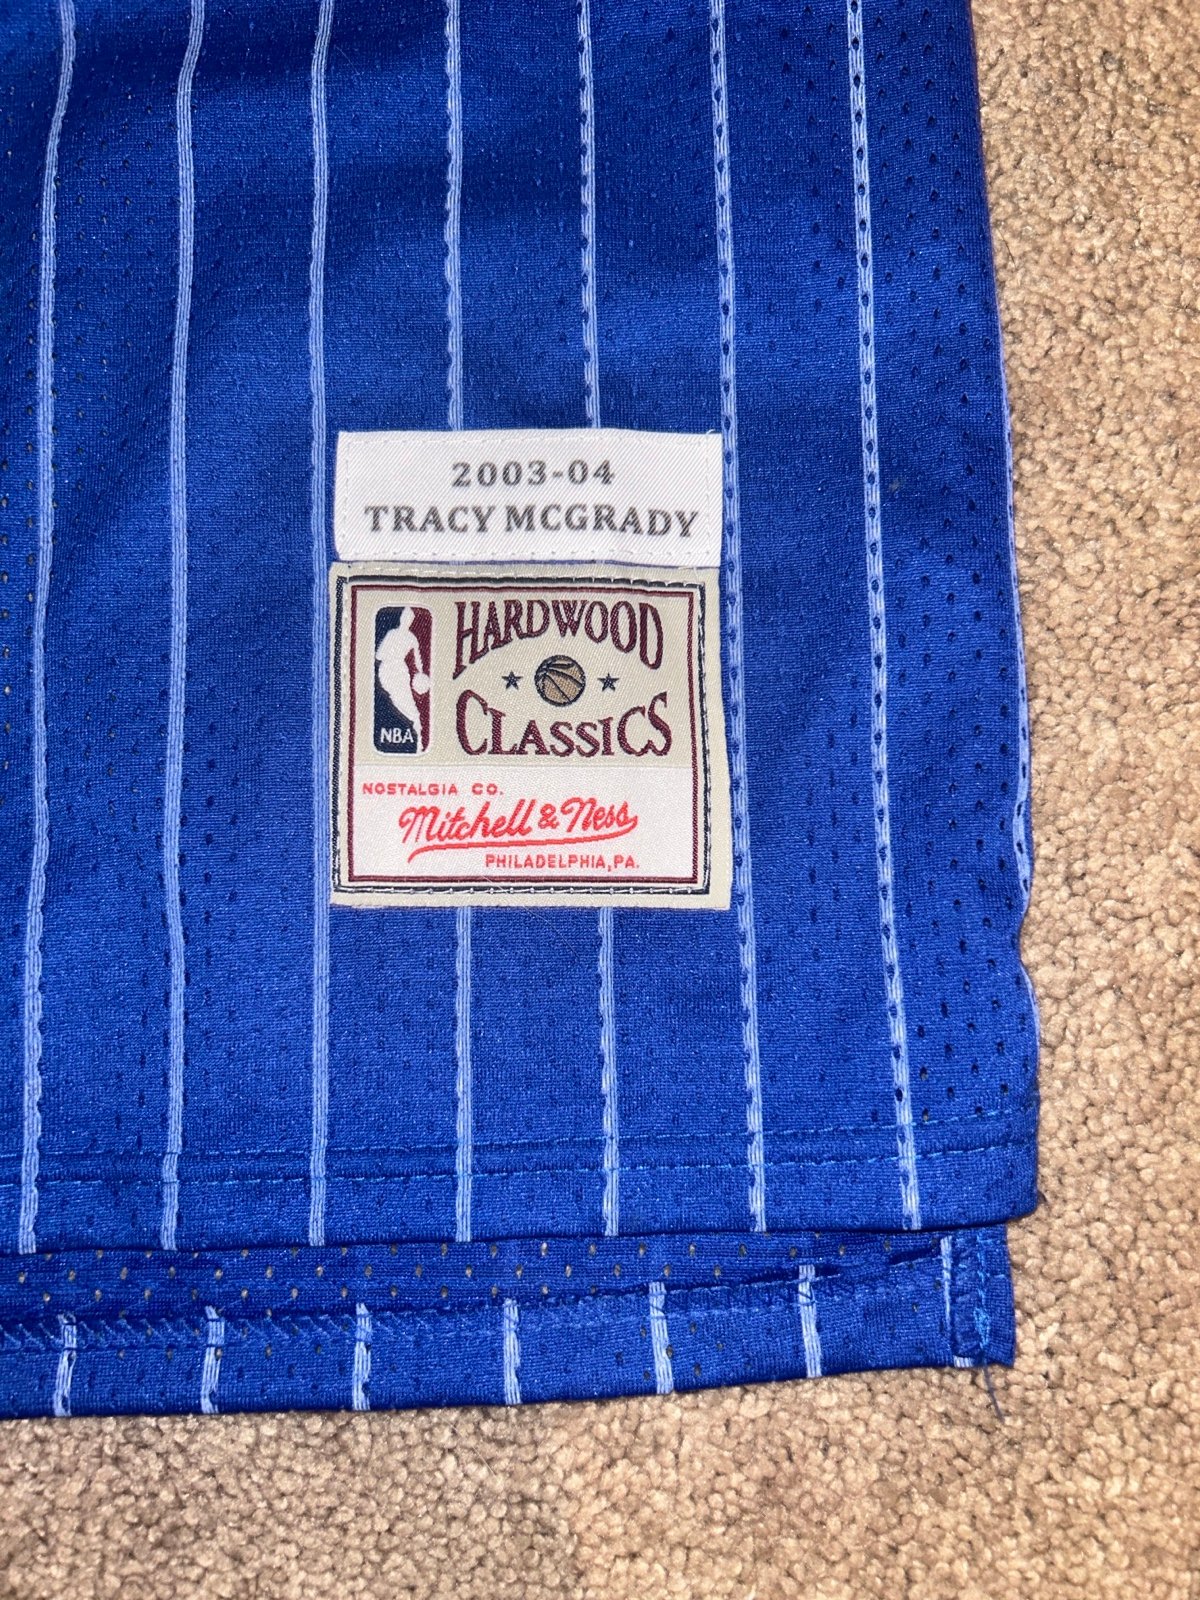 2003-04
TRACY MCGRADY
HARDWOOD
CLASSICS
NBA
NOSTALGIA CO.
Mitchell & Ness
PHILADELPHIA, PA.